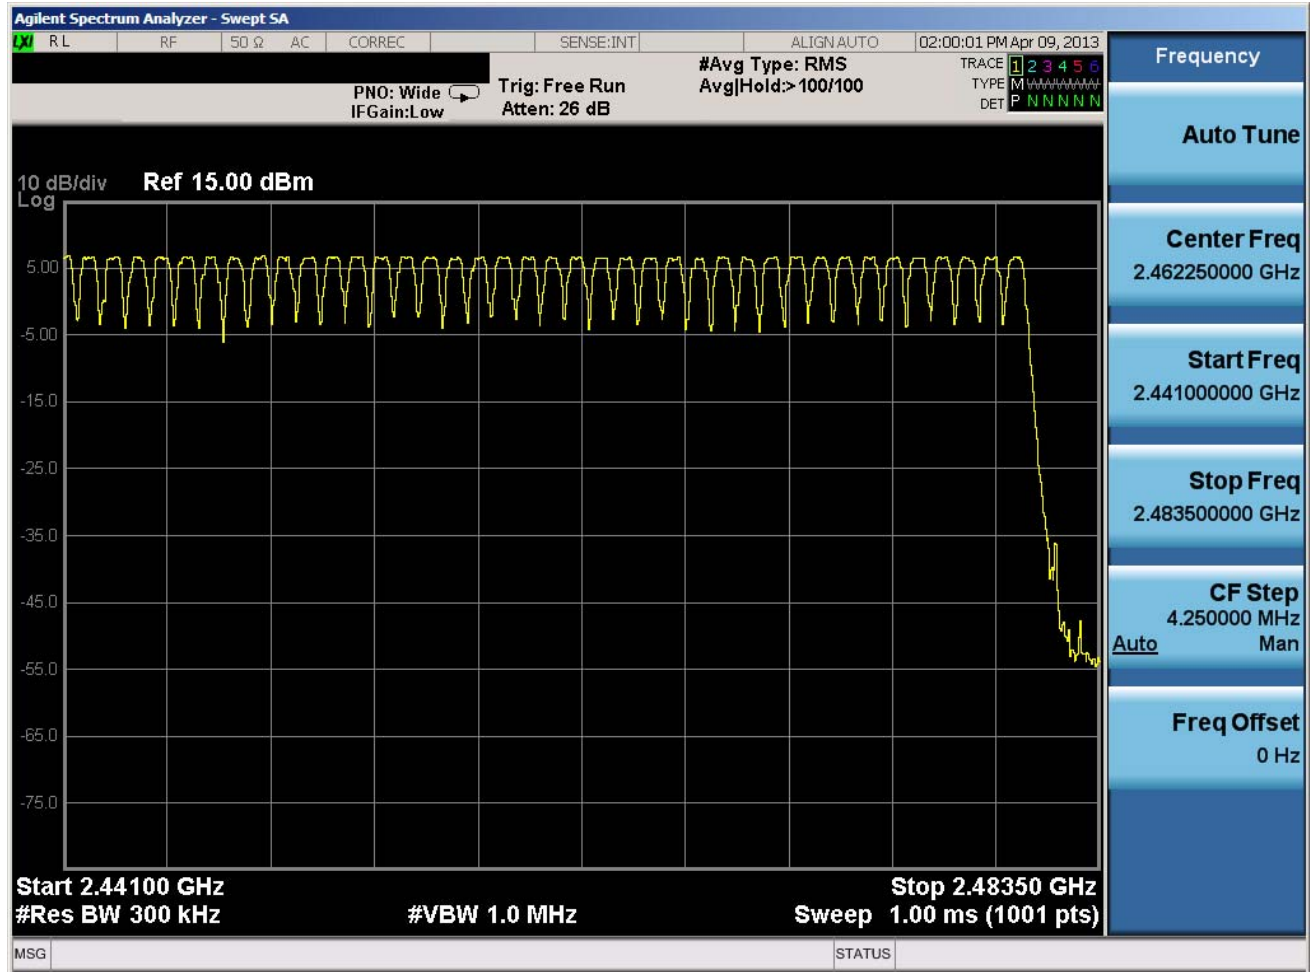 Agilent Spectrum Analyzer - Swept SA
LXI RL RF 50 Ω AC CORREC SENSE:INT ALIGN AUTO 02:00:01 PM Apr 09, 2013
#Avg Type: RMS TRACE 1 2 3 4 5 6
PNO: Wide Trig: Free Run Avg|Hold:>100/100 TYPE M W W W W W
IFGain:Low Atten: 26 dB DET P N N N N N
10 dB/div Ref 15.00 dBm
Log
5.00
-5.00
-15.0
-25.0
-35.0
-45.0
-55.0
-65.0
-75.0
Start 2.44100 GHz Stop 2.48350 GHz
#Res BW 300 kHz #VBW 1.0 MHz Sweep 1.00 ms (1001 pts)
MSG STATUS
Frequency
Auto Tune
Center Freq
2.462250000 GHz
Start Freq
2.441000000 GHz
Stop Freq
2.483500000 GHz
CF Step
4.250000 MHz
Auto Man
Freq Offset
0 Hz